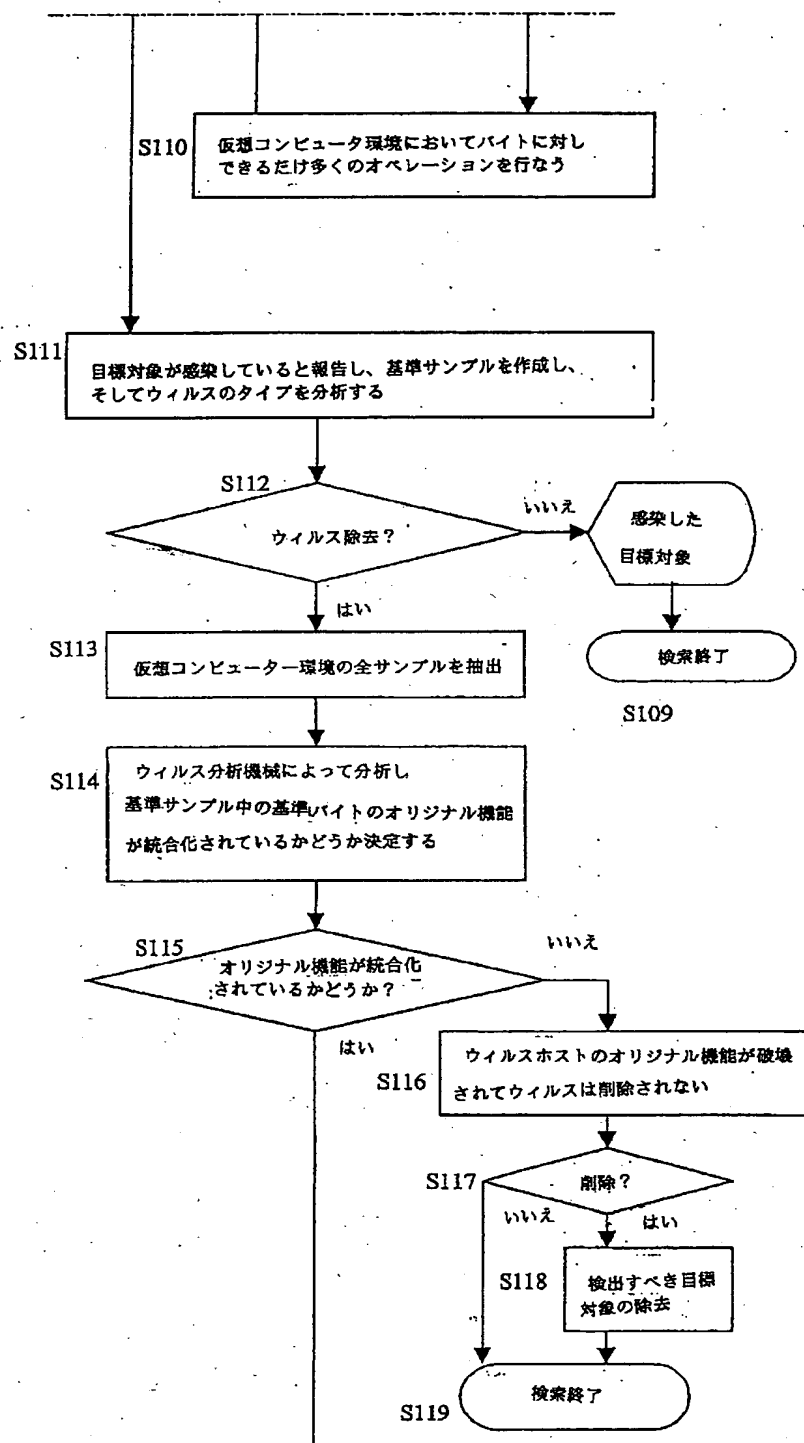 S110
仮想コンピュータ環境においてバイトに対し
できるだけ多くのオペレーションを行なう
S111
目標対象が感染していると報告し、基準サンプルを作成し、
そしてウィルスのタイプを分析する
S112
ウィルス除去？
いいえ
感染した
目標対象
はい
検索終了
S109
S113
仮想コンピューター環境の全サンプルを抽出
S114
ウィルス分析機械によって分析し
基準サンプル中の基準バイトのオリジナル機能
が統合化されているかどうか決定する
S115
オリジナル機能が統合化
されているかどうか？
いいえ
はい
S116
ウィルスホストのオリジナル機能が破壊
されてウィルスは削除されない
S117
削除？
いいえ
はい
S118
検出すべき目標
対象の除去
検索終了
S119